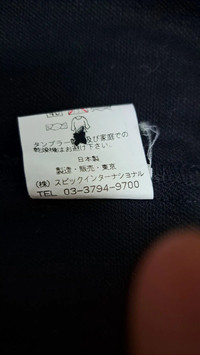 タンブラー 及び家庭での
乾燥機はお避け下さい。
日本製
製造・販売・東京
(株) スピックインターナショナル
TEL 03-3794-9700